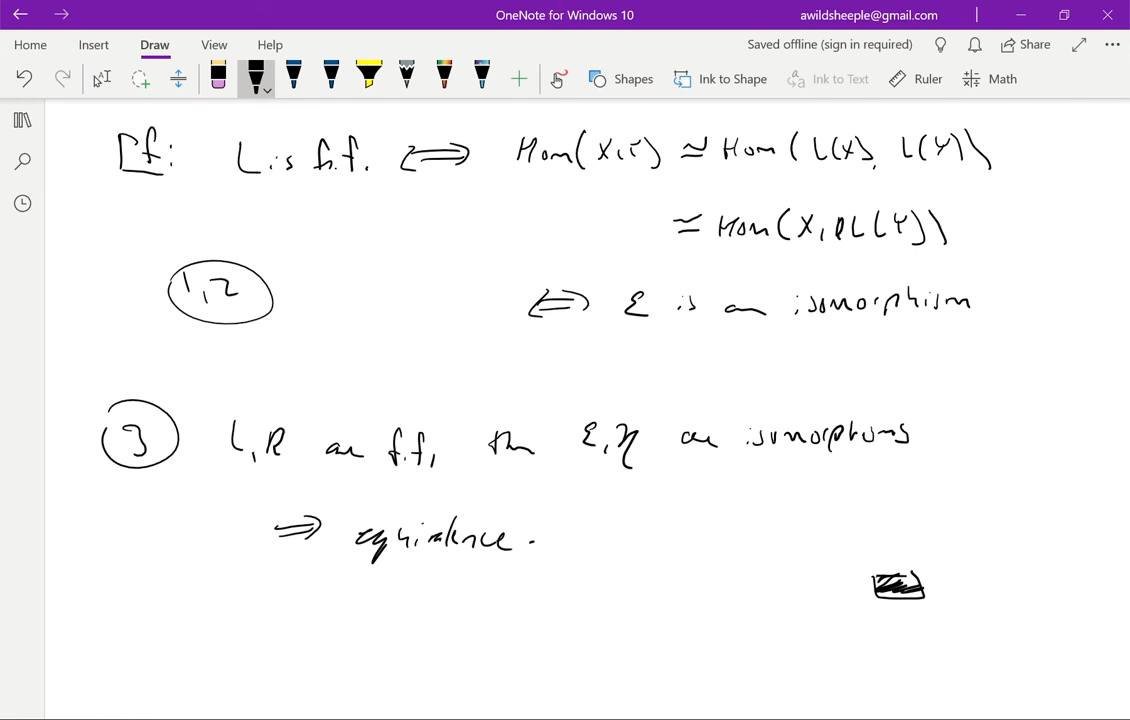 OneNote for Windows 10
awildsheeple@gmail.com
Home Insert Draw View Help
Saved offline (sign in required) Share
Shapes Ink to Shape Ink to Text Ruler Math
Pf: L is f.f. ⟺ Hom(X,Y) ≃ Hom(L(X), L(Y))
≃ Hom(X, RL(Y))
1,2 ⟺ ε is an isomorphism
3 L,R are f.f, then ε,η are isomorphisms
⟹ equivalence.